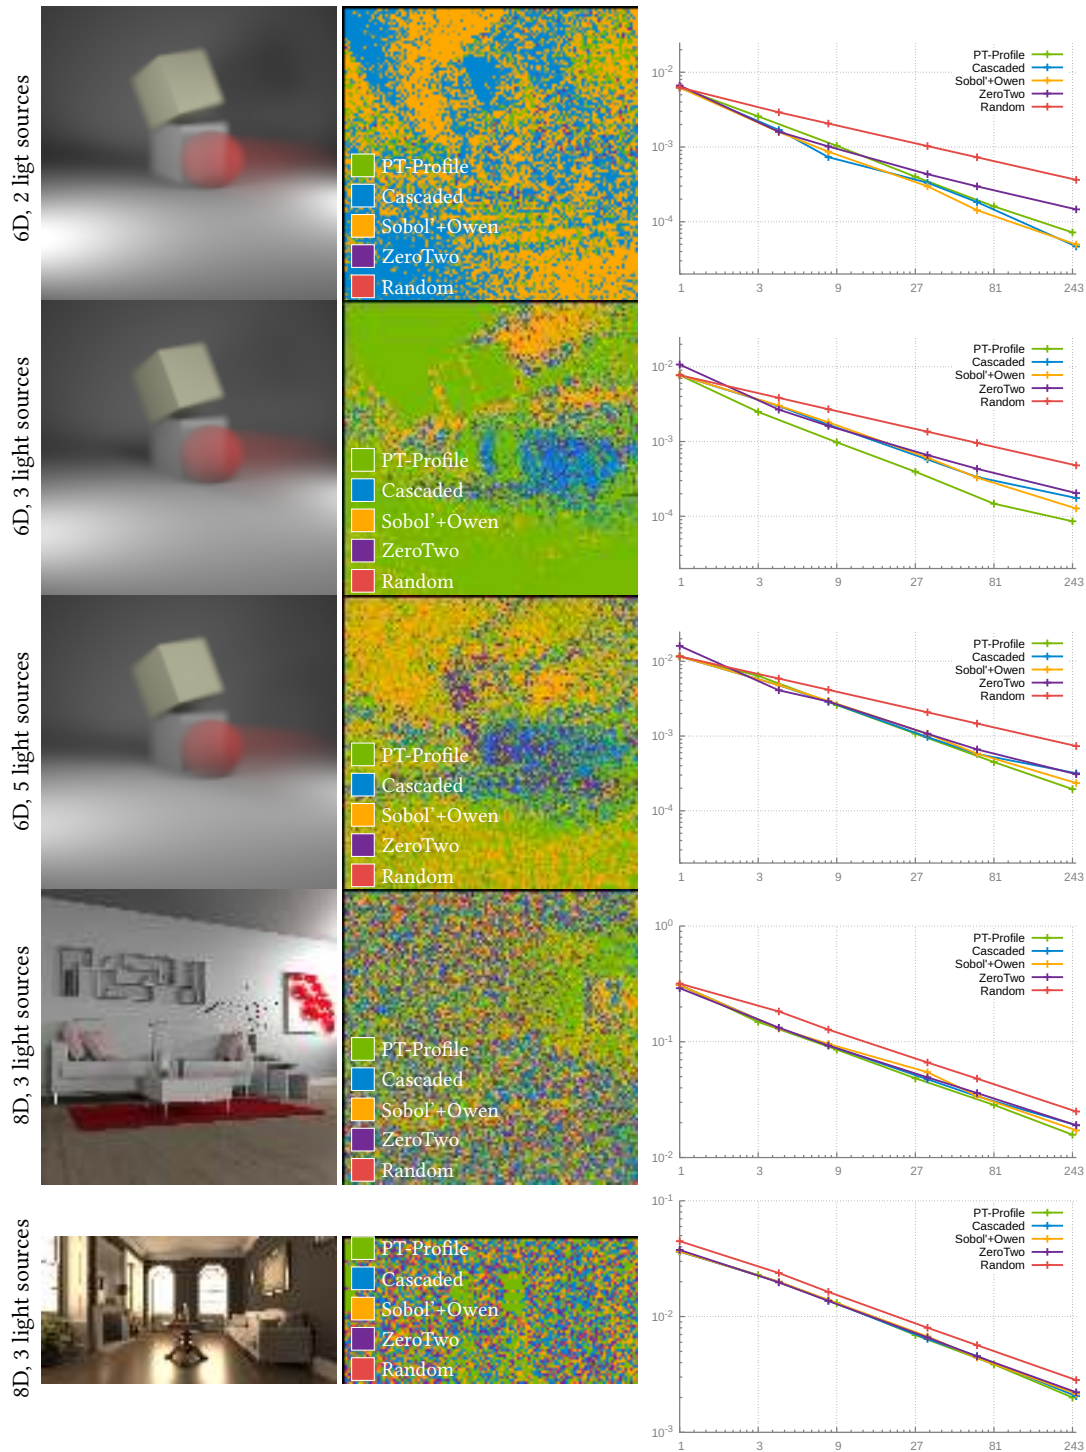 6D, 2 ligt sources
PT-Profile
Cascaded
Sobol'+Owen
ZeroTwo
Random
PT-Profile
Cascaded
Sobol'+Owen
ZeroTwo
Random
10-2
10-3
10-4
1 3 9 27 81 243
6D, 3 light sources
PT-Profile
Cascaded
Sobol'+Owen
ZeroTwo
Random
PT-Profile
Cascaded
Sobol'+Owen
ZeroTwo
Random
10-2
10-3
10-4
1 3 9 27 81 243
6D, 5 light sources
PT-Profile
Cascaded
Sobol'+Owen
ZeroTwo
Random
PT-Profile
Cascaded
Sobol'+Owen
ZeroTwo
Random
10-2
10-3
10-4
1 3 9 27 81 243
8D, 3 light sources
PT-Profile
Cascaded
Sobol'+Owen
ZeroTwo
Random
PT-Profile
Cascaded
Sobol'+Owen
ZeroTwo
Random
100
10-1
10-2
1 3 9 27 81 243
8D, 3 light sources
PT-Profile
Cascaded
Sobol'+Owen
ZeroTwo
Random
PT-Profile
Cascaded
Sobol'+Owen
ZeroTwo
Random
10-1
10-2
10-3
1 3 9 27 81 243